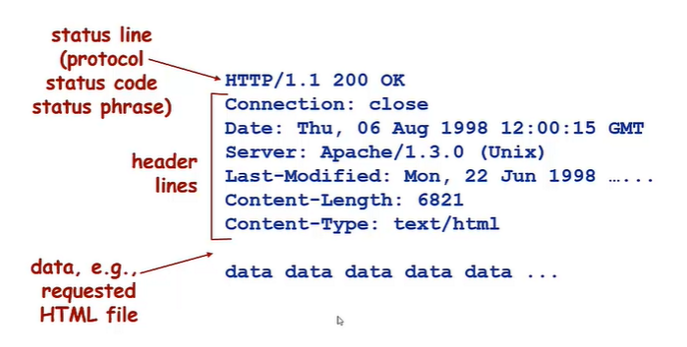 status line
(protocol
status code
status phrase)
HTTP/1.1 200 OK
Connection: close
Date: Thu, 06 Aug 1998 12:00:15 GMT
header
lines
Server: Apache/1.3.0 (Unix)
Last-Modified: Mon, 22 Jun 1998 …...
Content-Length: 6821
Content-Type: text/html
data, e.g.,
requested
HTML file
data data data data data ...